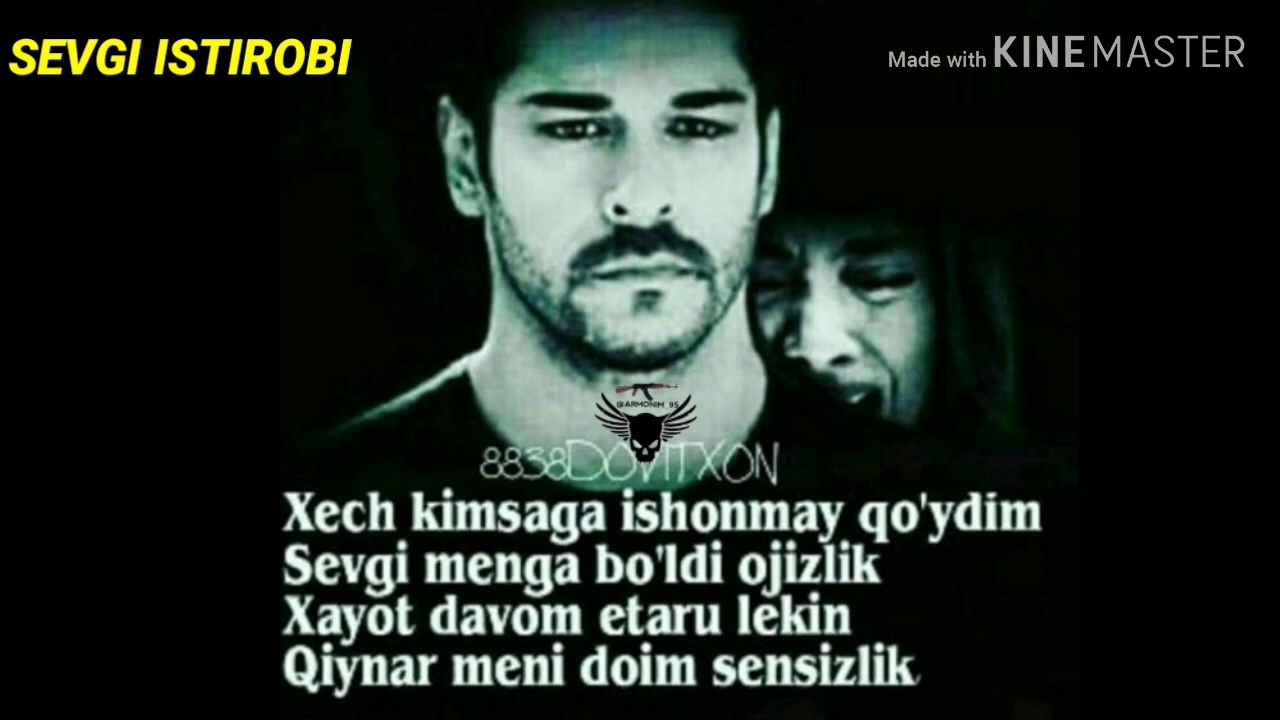 SEVGI ISTIROBI
Made with KINEMASTER
@ARMONIM_95
8838DOVITXON
Xech kimsaga ishonmay qo'ydim
Sevgi menga bo'ldi ojizlik
Xayot davom etaru lekin
Qiynar meni doim sensizlik